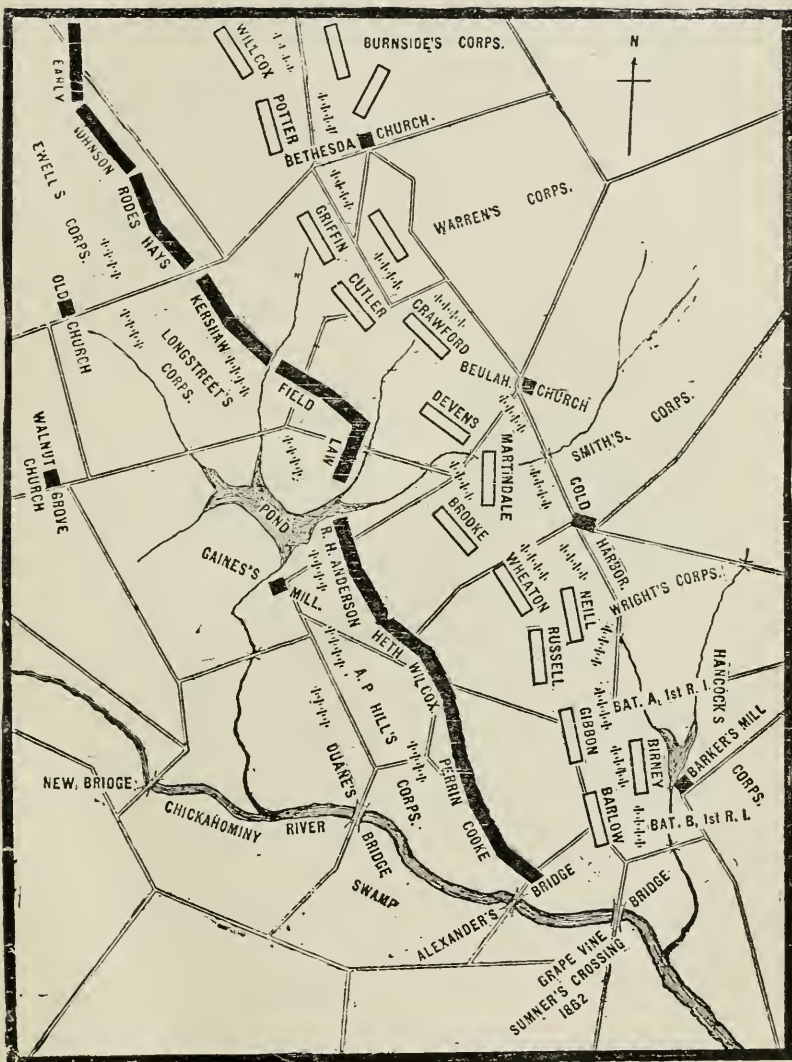 BURNSIDE'S CORPS.
N
WILLCOX
POTTER
EARLY
JOHNSON
RODES
HAYS
EWELL'S CORPS.
BETHESDA CHURCH.
WARREN'S CORPS.
GRIFFIN
CUTLER
CRAWFORD
OLD CHURCH
KERSHAW
LONGSTREET'S CORPS.
FIELD
LAW
BEULAH CHURCH
DEVENS
MARTINDALE
SMITH'S CORPS.
WALNUT GROVE CHURCH
POND
BROOKE
COLD HARBOR.
GAINES'S MILL.
R. H. ANDERSON
HETH
WILCOX
WHEATON
NEILL
WRIGHT'S CORPS.
RUSSELL
HANCOCK'S CORPS.
BAT. A, 1st R. I.
A. P. HILL'S CORPS.
GIBBON
BIRNEY
BARKER'S MILL
PERRIN
COOKE
BARLOW
BAT. B, 1st R. I.
NEW BRIDGE
CHICKAHOMINY RIVER
DUANE'S BRIDGE
SWAMP
ALEXANDER'S BRIDGE
GRAPE VINE BRIDGE
SUMNER'S CROSSING
1862